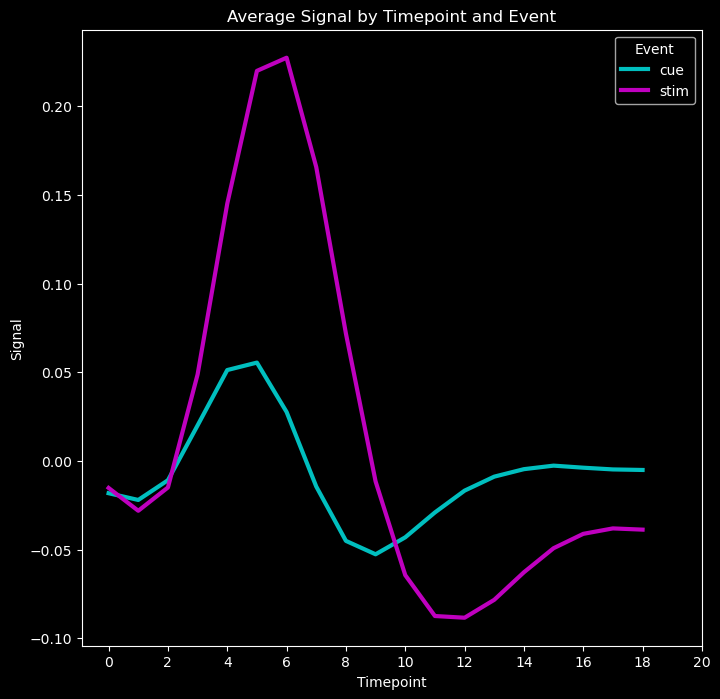 Average Signal by Timepoint and Event
Event
cue
stim
Signal
0.20
0.15
0.10
0.05
0.00
−0.05
−0.10
0 2 4 6 8 10 12 14 16 18 20
Timepoint